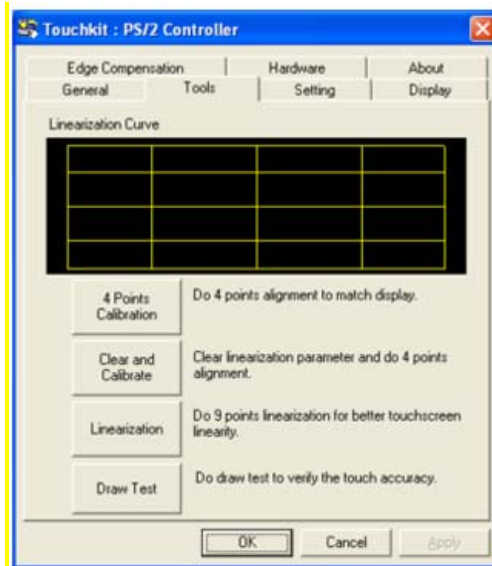 Touchkit : PS/2 Controller
Edge Compensation Hardware About
General Tools Setting Display
Linearization Curve
4 Points
Calibration
Do 4 points alignment to match display.
Clear and
Calibrate
Clear linearization parameter and do 4 points
alignment.
Linearization
Do 9 points linearization for better touchscreen
linearity.
Draw Test
Do draw test to verify the touch accuracy.
OK Cancel Apply